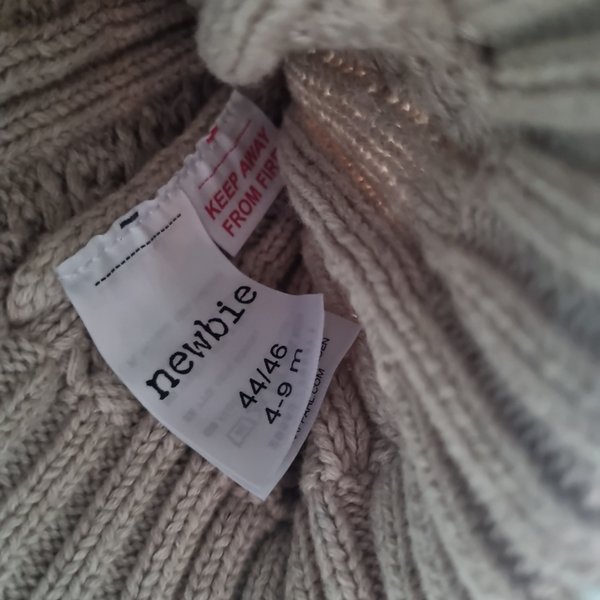 KEEP AWAY
FROM FIRE
newbie
44/46
4-9 m